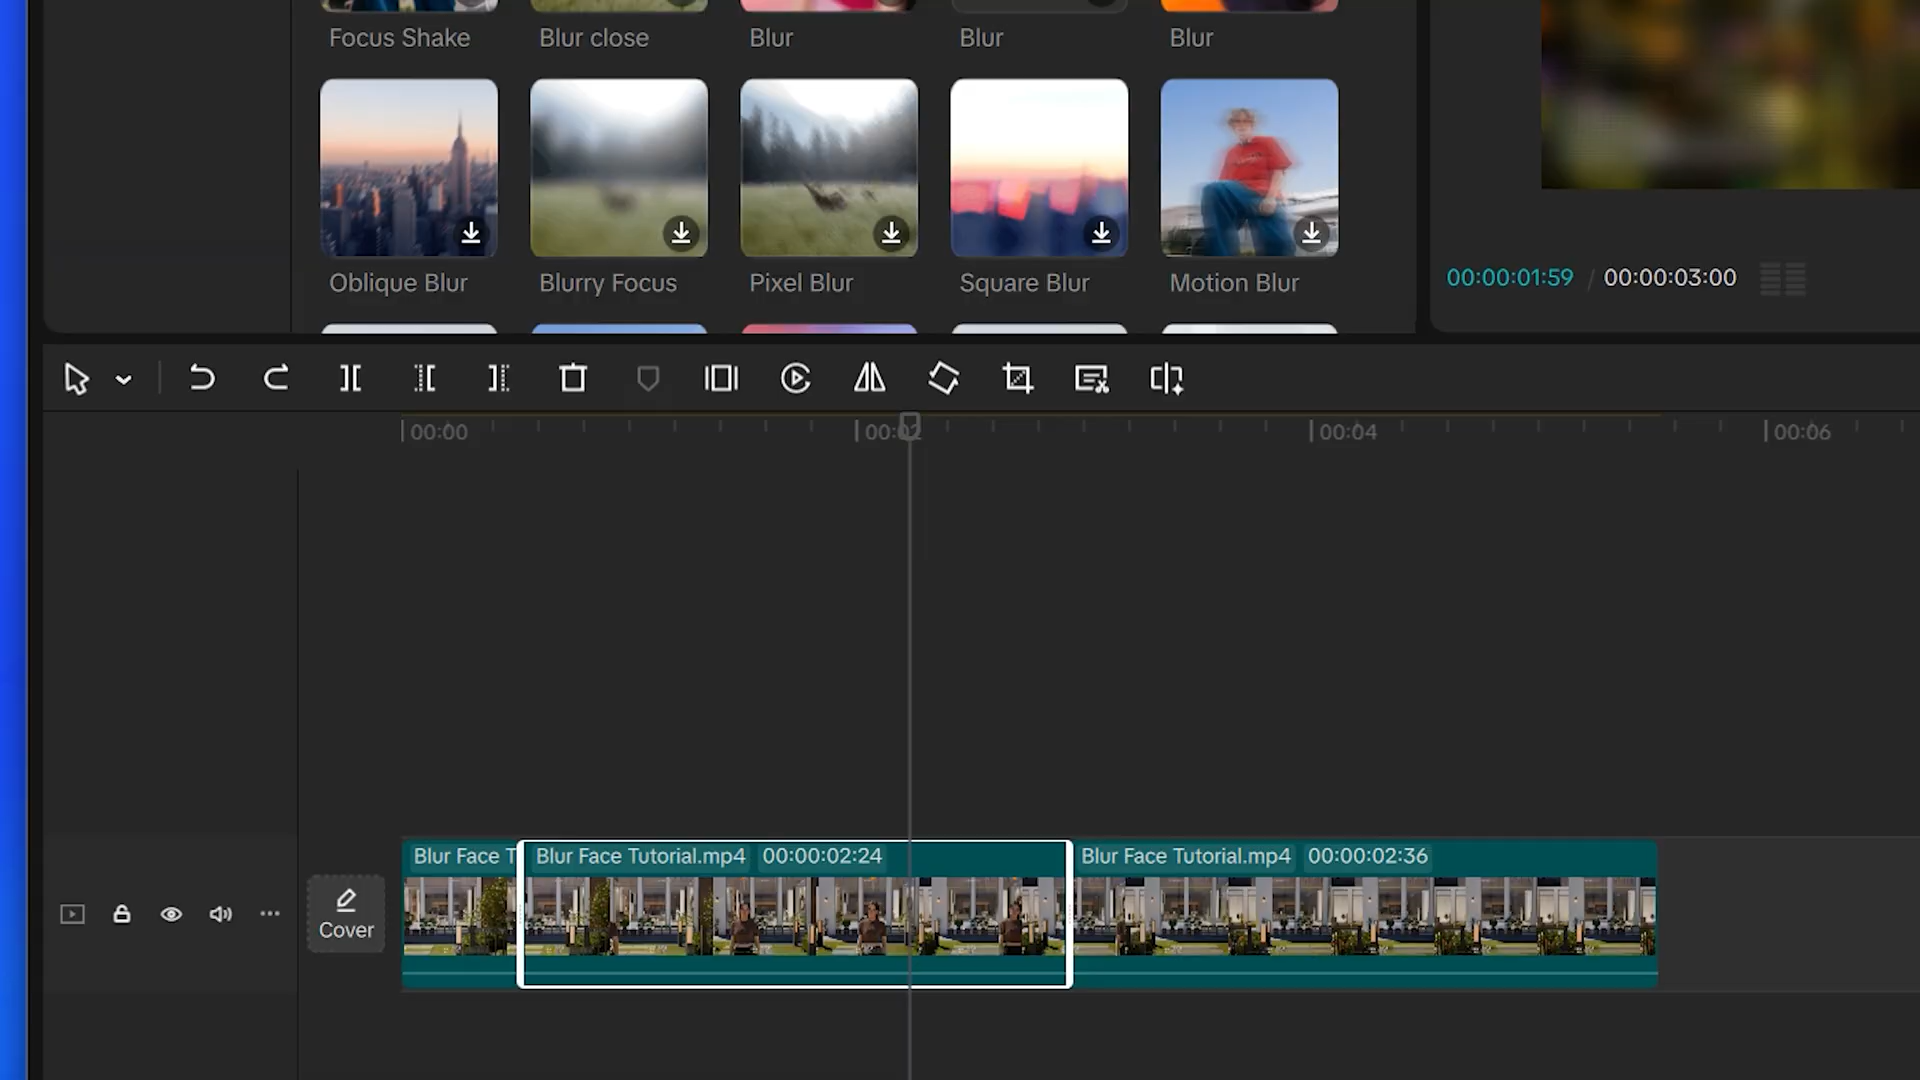 Focus Shake
Blur close
Blur
Blur
Blur
Oblique Blur
Blurry Focus
Pixel Blur
Square Blur
Motion Blur
00:00:01:59 / 00:00:03:00
00:00
00:02
00:04
00:06
Cover
Blur Face T
Blur Face Tutorial.mp4 00:00:02:24
Blur Face Tutorial.mp4 00:00:02:36